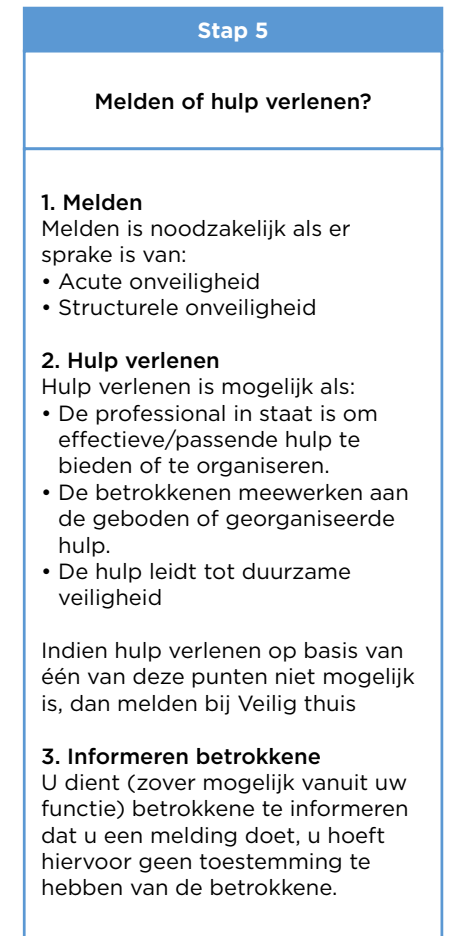 Stap 5
Melden of hulp verlenen?
1. Melden
Melden is noodzakelijk als er
sprake is van:
• Acute onveiligheid
• Structurele onveiligheid
2. Hulp verlenen
Hulp verlenen is mogelijk als:
• De professional in staat is om
effectieve/passende hulp te
bieden of te organiseren.
• De betrokkenen meewerken aan
de geboden of georganiseerde
hulp.
• De hulp leidt tot duurzame
veiligheid
Indien hulp verlenen op basis van
één van deze punten niet mogelijk
is, dan melden bij Veilig thuis
3. Informeren betrokkene
U dient (zover mogelijk vanuit uw
functie) betrokkene te informeren
dat u een melding doet, u hoeft
hiervoor geen toestemming te
hebben van de betrokkene.